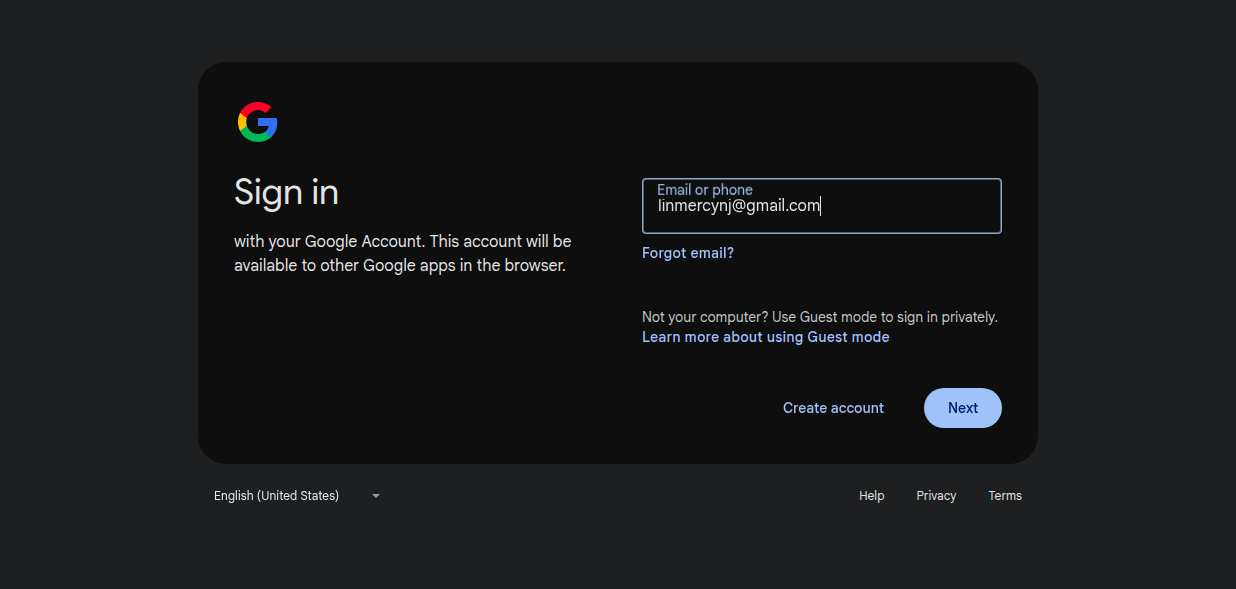 Sign in
with your Google Account. This account will be
available to other Google apps in the browser.
Email or phone
linmercynj@gmail.com
Forgot email?
Not your computer? Use Guest mode to sign in privately.
Learn more about using Guest mode
Create account
Next
English (United States)
Help
Privacy
Terms